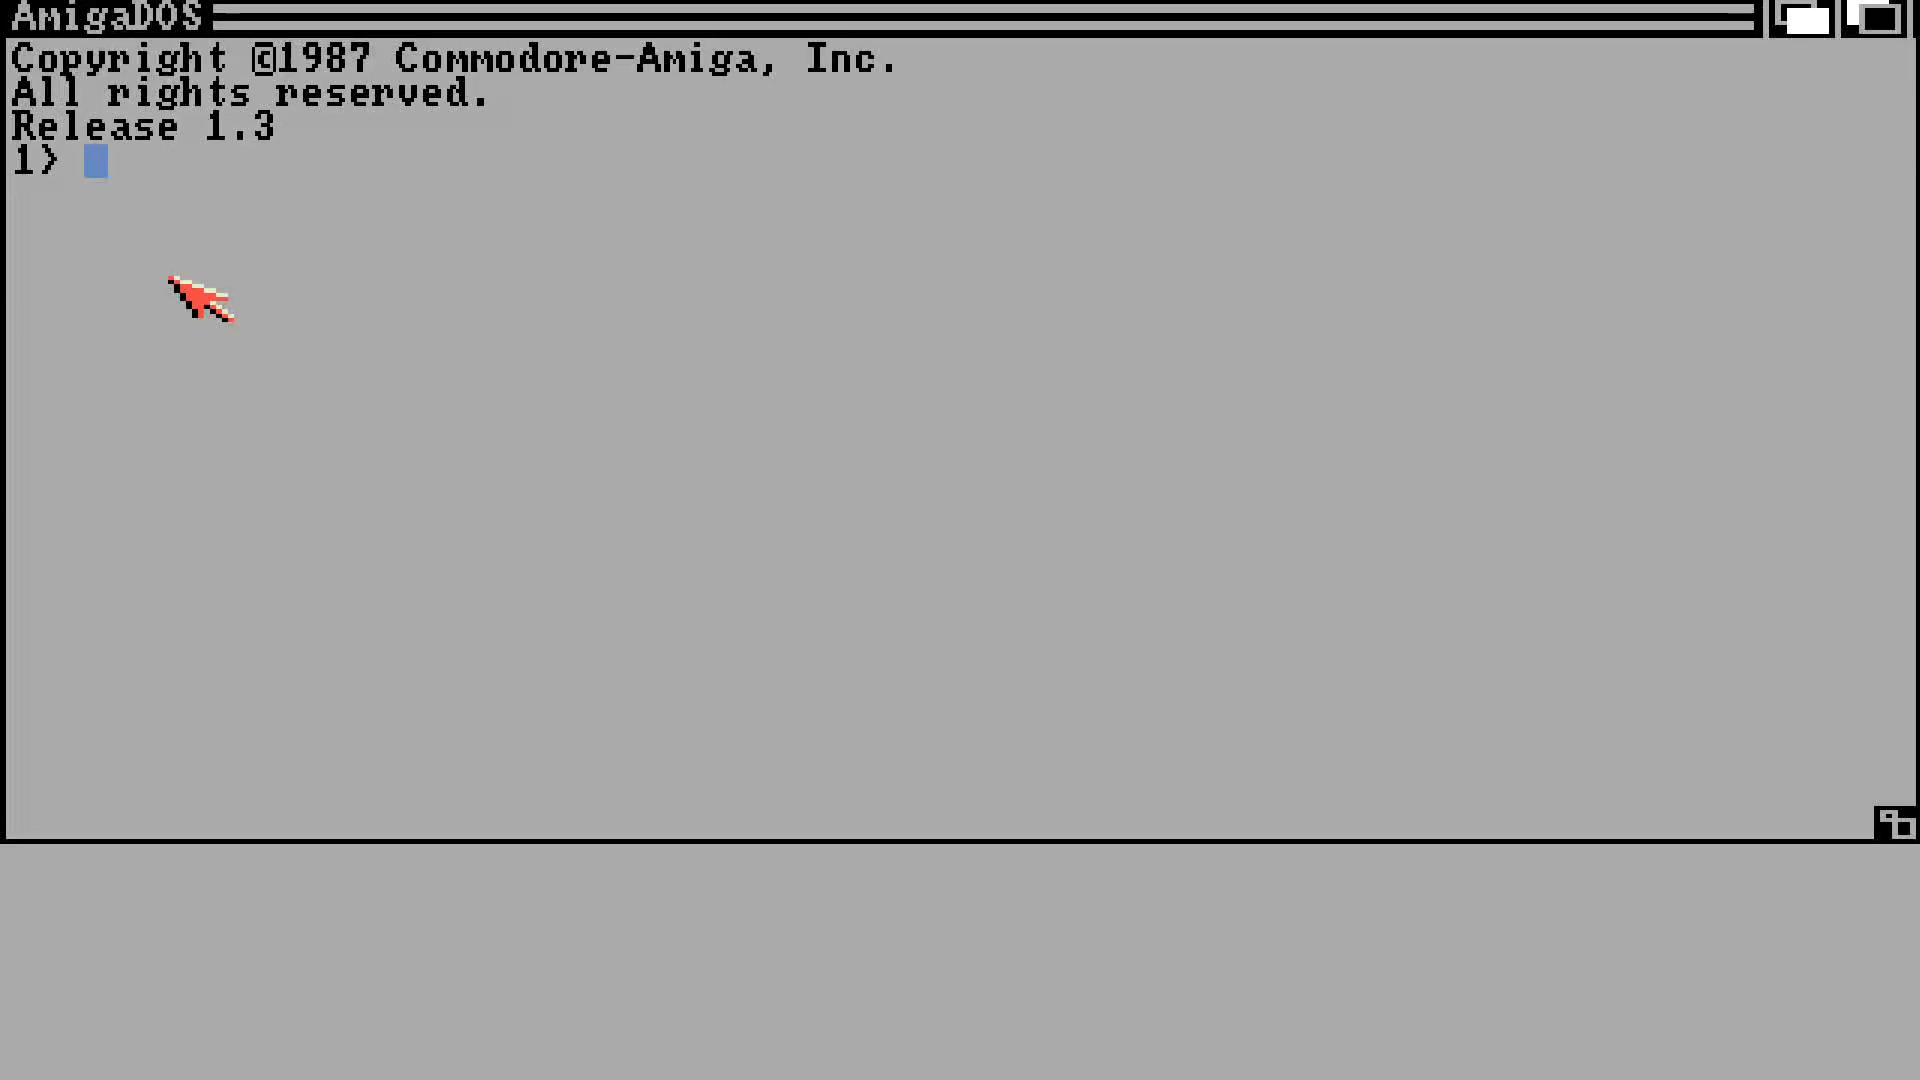 AmigaDOS
Copyright ©1987 Commodore-Amiga, Inc.
All rights reserved.
Release 1.3
1>